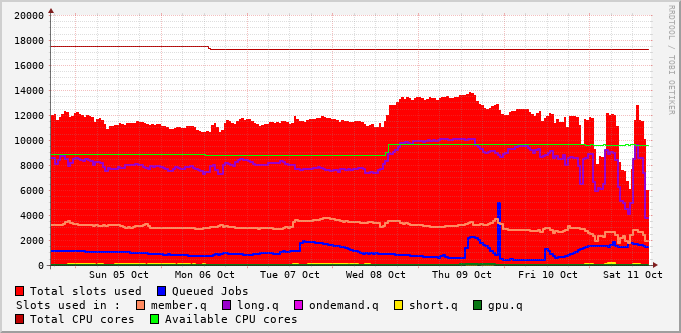 20000
18000
16000
14000
12000
10000
8000
6000
4000
2000
0
Sun 05 Oct Mon 06 Oct Tue 07 Oct Wed 08 Oct Thu 09 Oct Fri 10 Oct Sat 11 Oct
Total slots used Queued Jobs
Slots used in : member.q long.q ondemand.q short.q gpu.q
Total CPU cores Available CPU cores
RRDTOOL / TOBI OETIKER